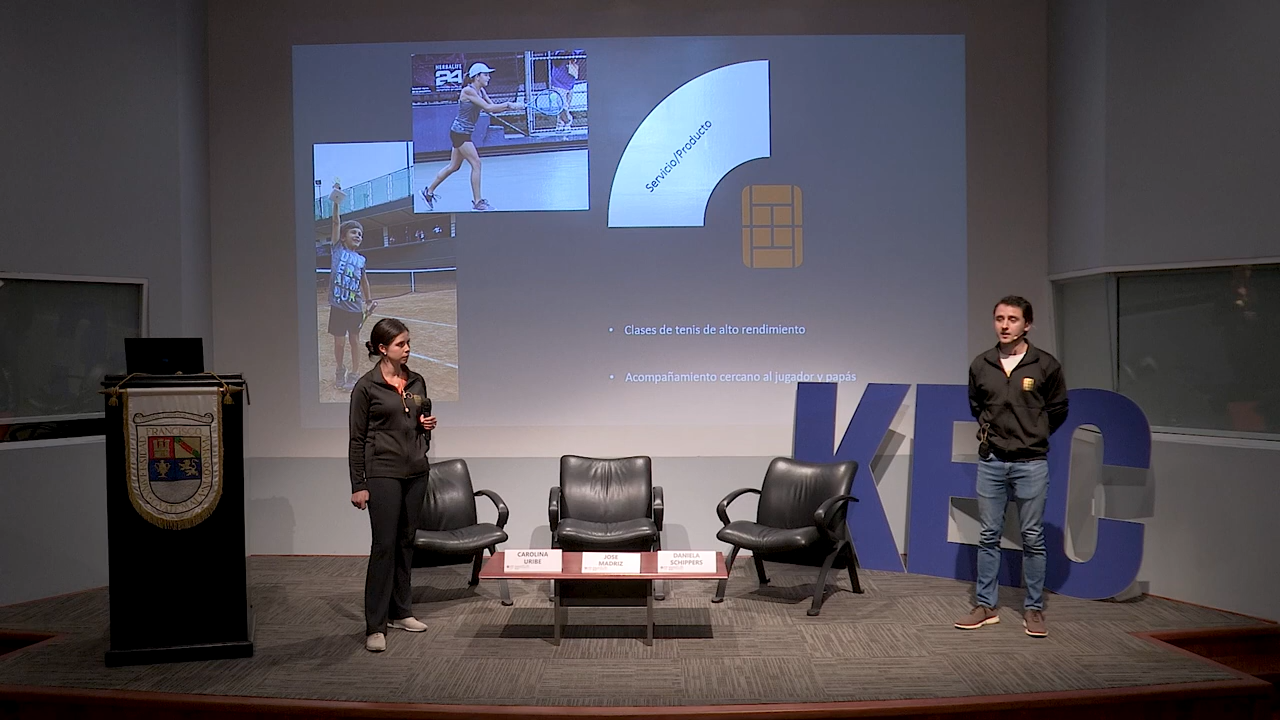 HERBALIFE
24
Servicio/Producto
• Clases de tenis de alto rendimiento
• Acompañamiento cercano al jugador y papás
KEC
FRANCISCO
CAROLINA
URIBE
JOSE
MADRIZ
DANIELA
SCHIPPERS